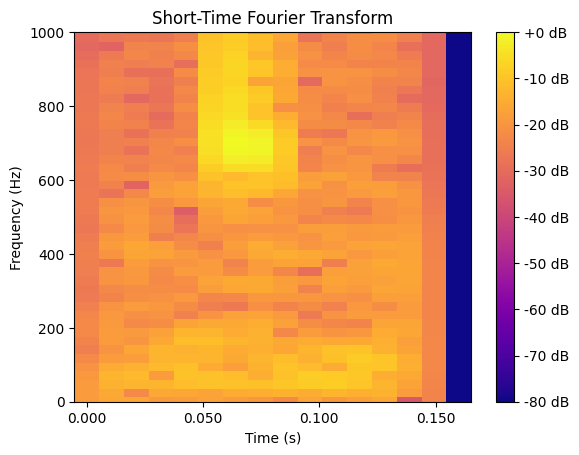 Short-Time Fourier Transform
1000
800
600
400
200
0
Frequency (Hz)
0.000
0.050
0.100
0.150
Time (s)
+0 dB
-10 dB
-20 dB
-30 dB
-40 dB
-50 dB
-60 dB
-70 dB
-80 dB